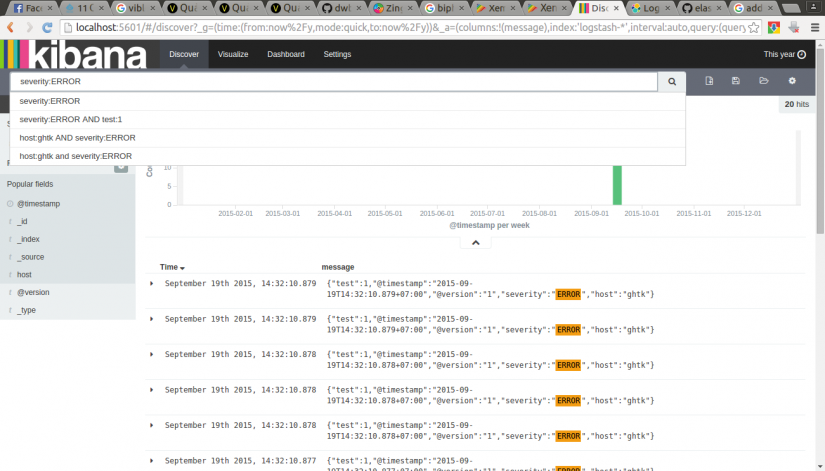 Face
11 C
vibl
Qua
Qua
Qua
dwl
Zin
bipl
Xen
Xen
Disc
Log
elas
add
localhost:5601/#/discover?_g=(time:(from:now%2Fy,mode:quick,to:now%2Fy))&_a=(columns:!(message),index:'logstash-*',interval:auto,query:(query
kibana
Discover
Visualize
Dashboard
Settings
This year
severity:ERROR
severity:ERROR
severity:ERROR AND test:1
host:ghtk AND severity:ERROR
host:ghtk and severity:ERROR
20 hits
Popular fields
@timestamp
t _id
t _index
t _source
t host
t @version
t _type
10
5
0
2015-02-01 2015-03-01 2015-04-01 2015-05-01 2015-06-01 2015-07-01 2015-08-01 2015-09-01 2015-10-01 2015-11-01 2015-12-01
@timestamp per week
Time message
September 19th 2015, 14:32:10.879 {"test":1,"@timestamp":"2015-09-
19T14:32:10.879+07:00","@version":"1","severity":"ERROR","host":"ghtk"}
September 19th 2015, 14:32:10.879 {"test":1,"@timestamp":"2015-09-
19T14:32:10.879+07:00","@version":"1","severity":"ERROR","host":"ghtk"}
September 19th 2015, 14:32:10.878 {"test":1,"@timestamp":"2015-09-
19T14:32:10.878+07:00","@version":"1","severity":"ERROR","host":"ghtk"}
September 19th 2015, 14:32:10.878 {"test":1,"@timestamp":"2015-09-
19T14:32:10.878+07:00","@version":"1","severity":"ERROR","host":"ghtk"}
September 19th 2015, 14:32:10.878 {"test":1,"@timestamp":"2015-09-
19T14:32:10.878+07:00","@version":"1","severity":"ERROR","host":"ghtk"}
September 19th 2015, 14:32:10.877 {"test":1,"@timestamp":"2015-09-
19T14:32:10.877+07:00","@version":"1","severity":"ERROR","host":"ghtk"}